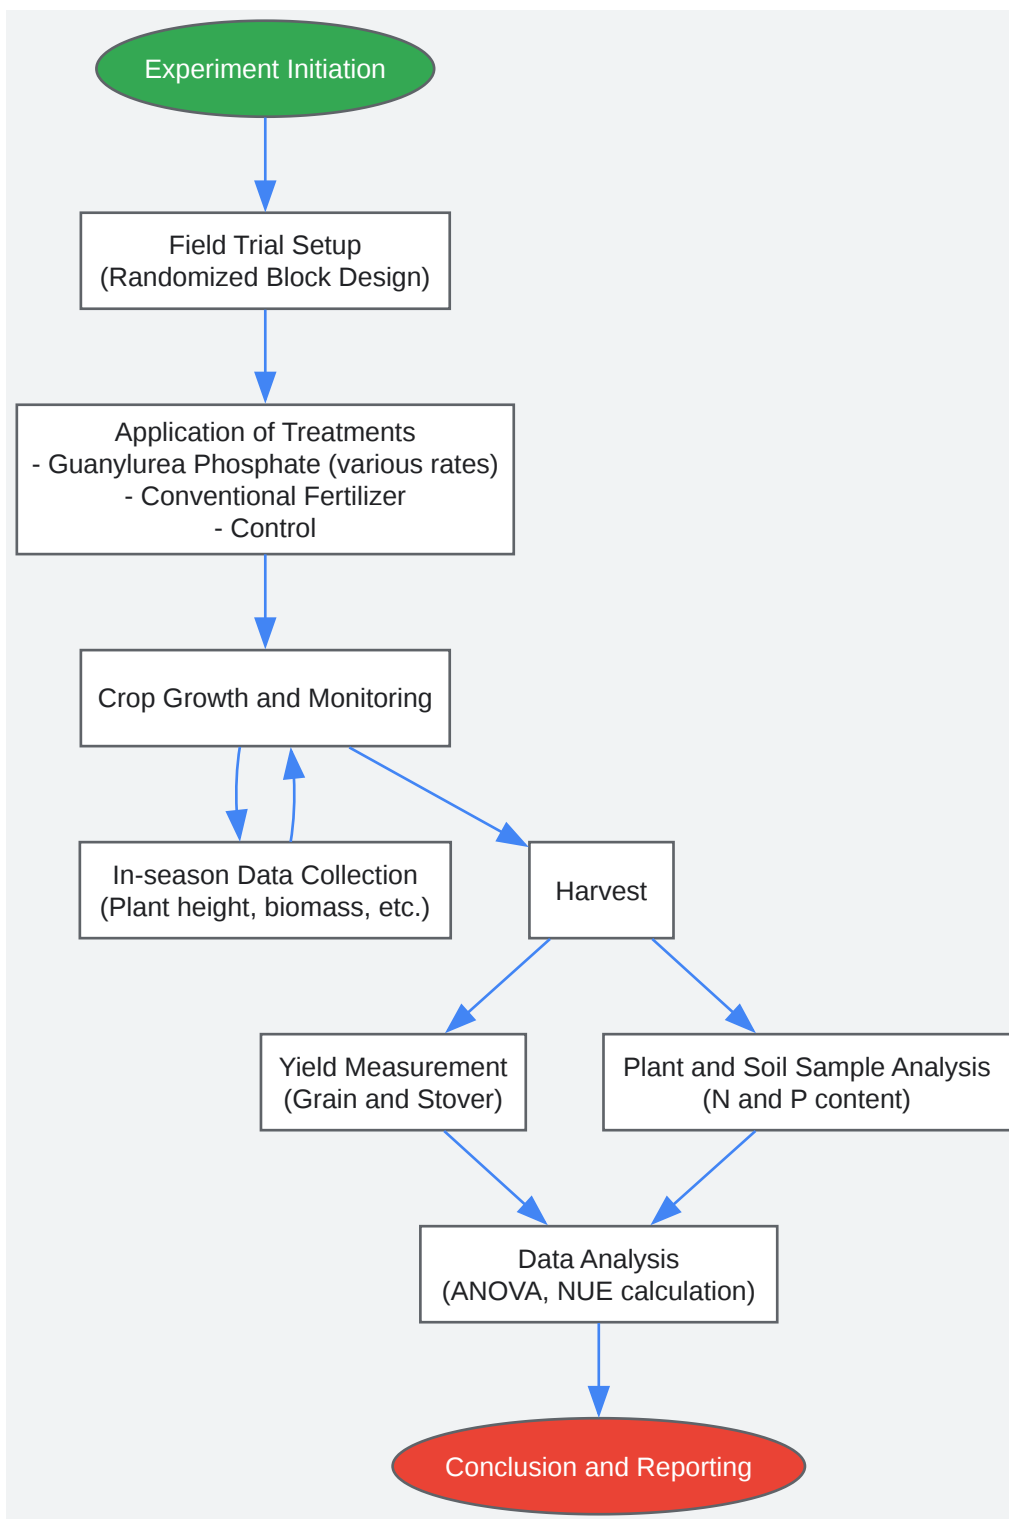 Experiment Initiation
Field Trial Setup
(Randomized Block Design)
Application of Treatments
- Guanylurea Phosphate (various rates)
- Conventional Fertilizer
- Control
Crop Growth and Monitoring
In-season Data Collection
(Plant height, biomass, etc.)
Harvest
Yield Measurement
(Grain and Stover)
Plant and Soil Sample Analysis
(N and P content)
Data Analysis
(ANOVA, NUE calculation)
Conclusion and Reporting